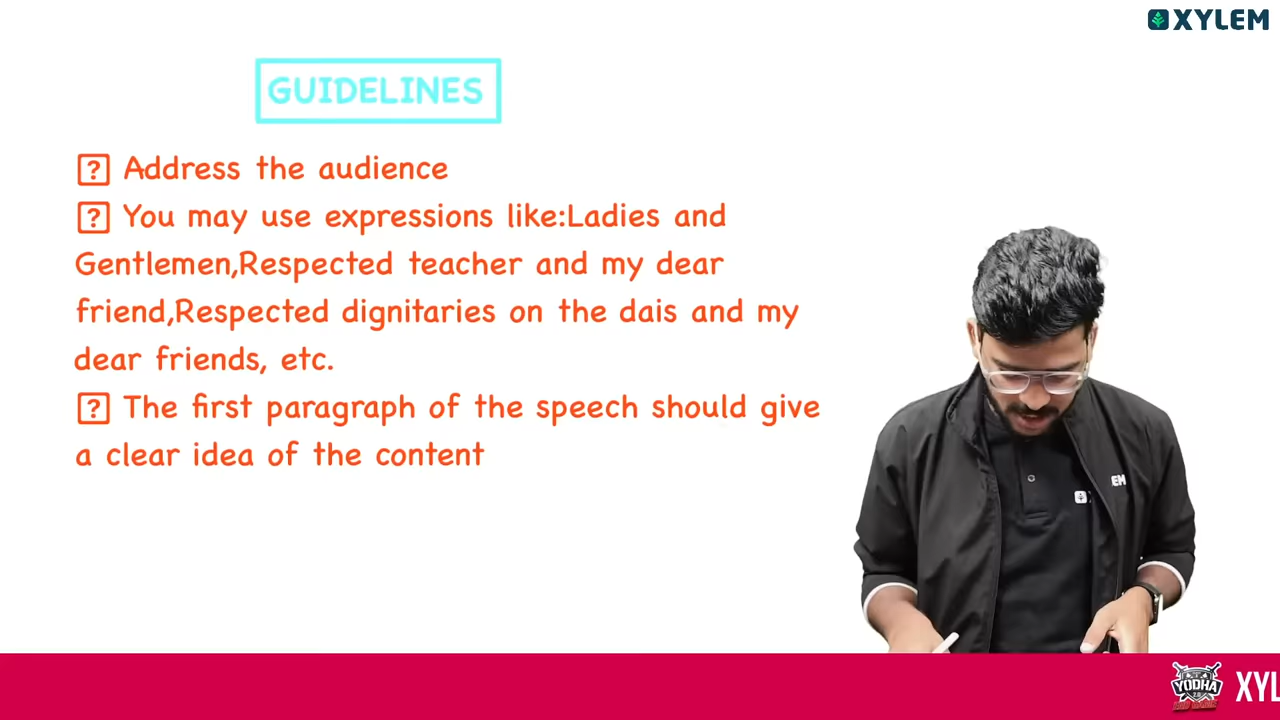 XYLEM
GUIDELINES
Address the audience
You may use expressions like:Ladies and
Gentlemen,Respected teacher and my dear
friend,Respected dignitaries on the dais and my
dear friends, etc.
The first paragraph of the speech should give
a clear idea of the content
EM
YODHA
XYL